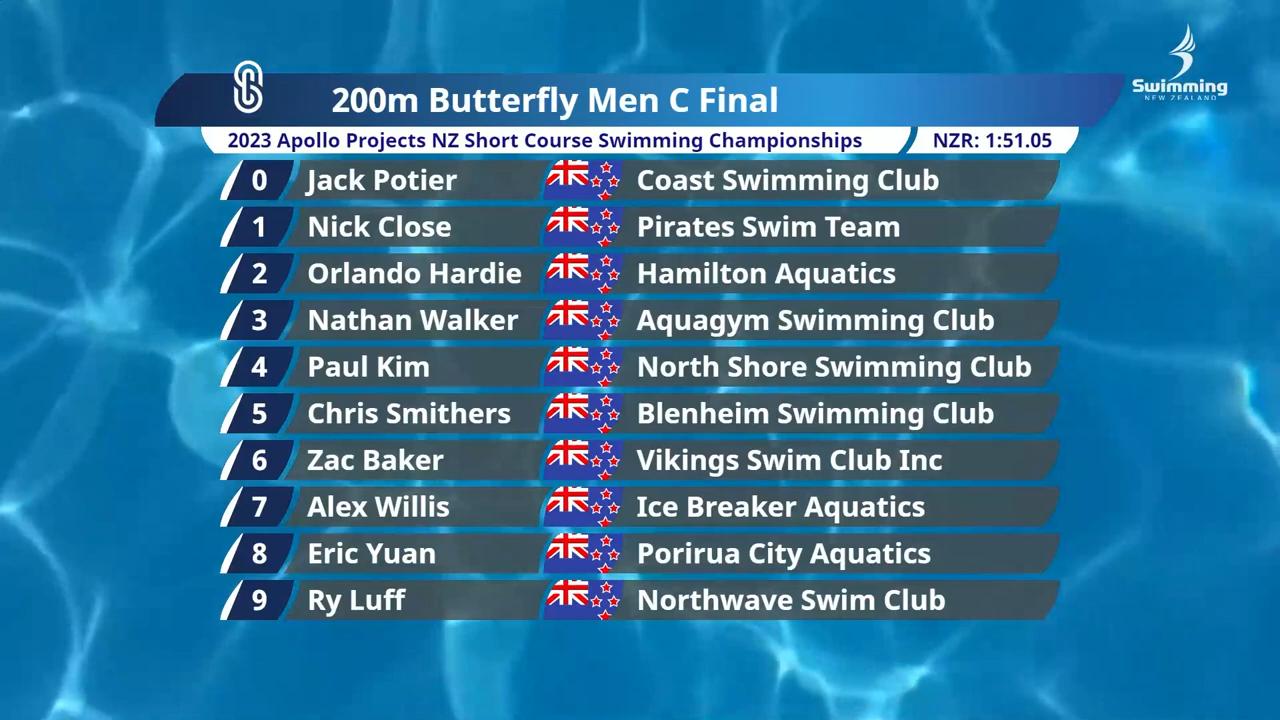 200m Butterfly Men C Final
Swimming
NEW ZEALAND
2023 Apollo Projects NZ Short Course Swimming Championships NZR: 1:51.05
0 Jack Potier Coast Swimming Club
1 Nick Close Pirates Swim Team
2 Orlando Hardie Hamilton Aquatics
3 Nathan Walker Aquagym Swimming Club
4 Paul Kim North Shore Swimming Club
5 Chris Smithers Blenheim Swimming Club
6 Zac Baker Vikings Swim Club Inc
7 Alex Willis Ice Breaker Aquatics
8 Eric Yuan Porirua City Aquatics
9 Ry Luff Northwave Swim Club